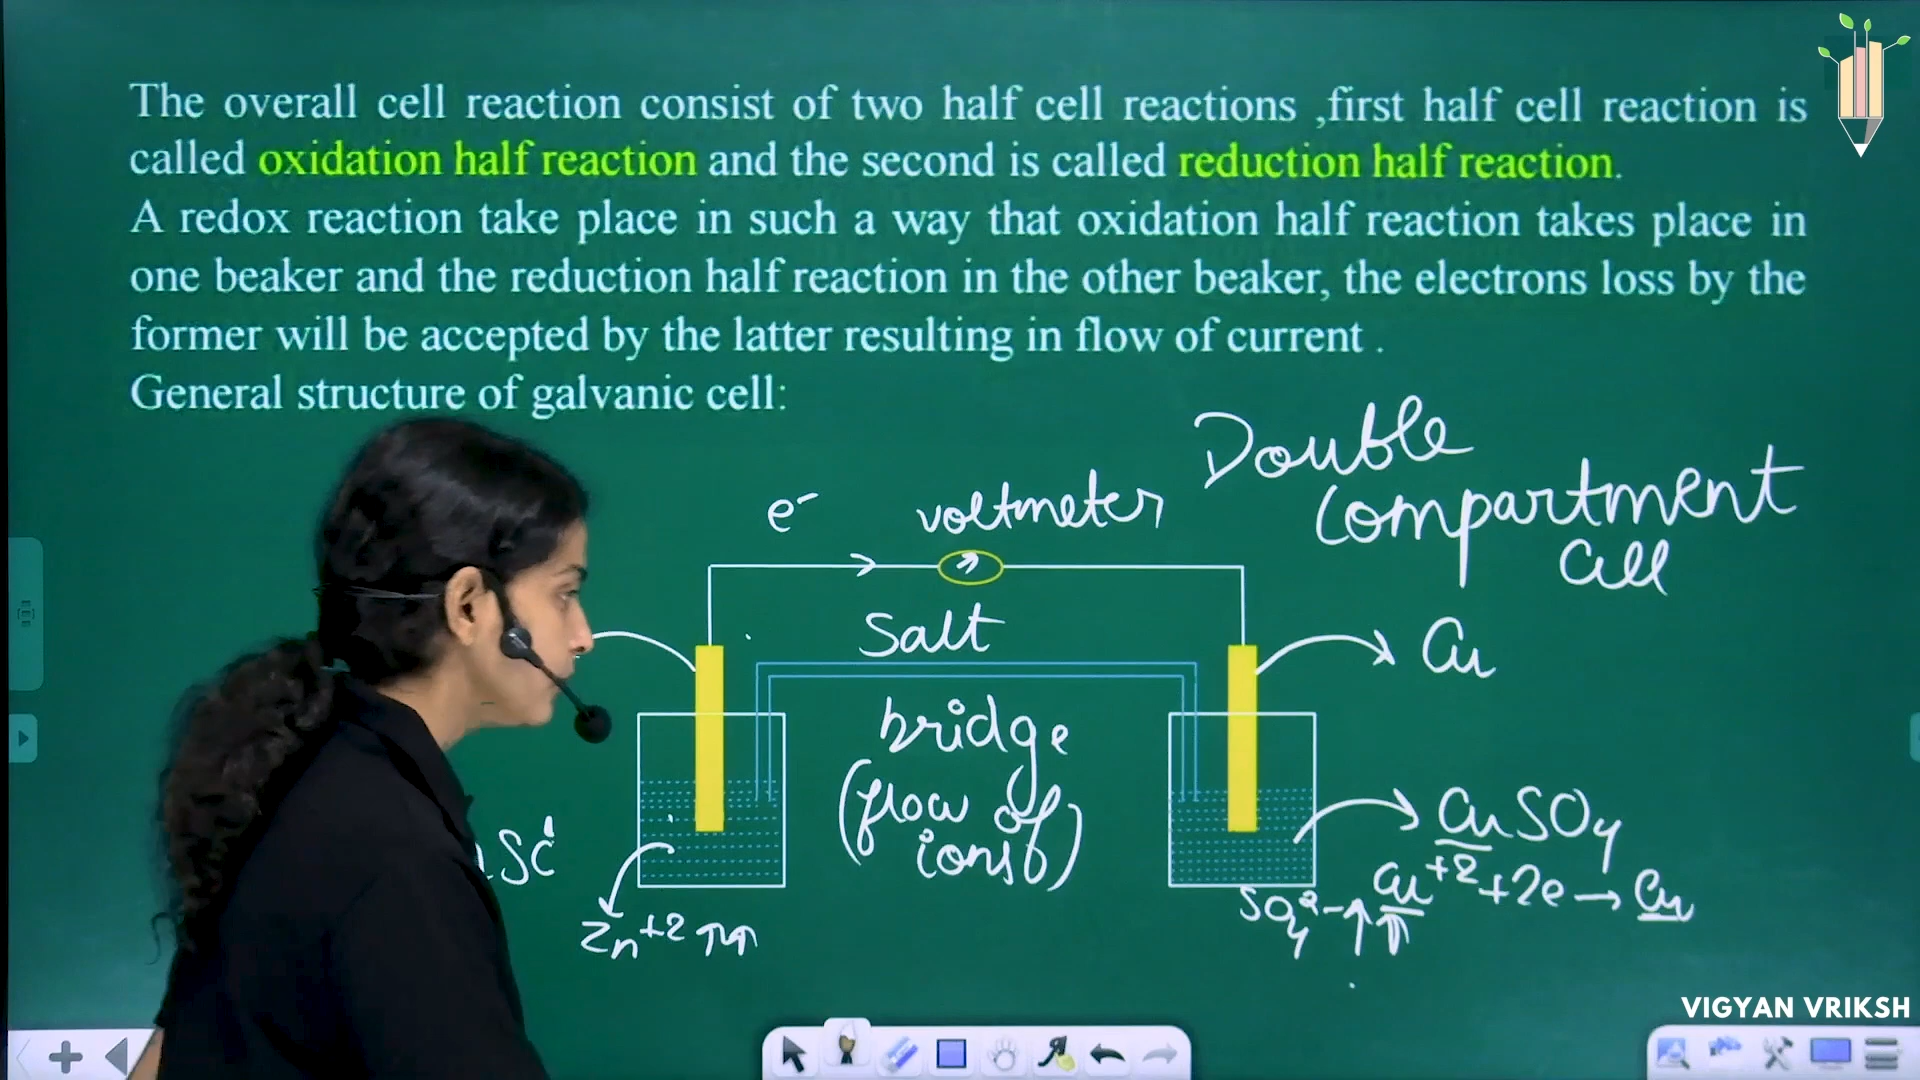 The overall cell reaction consist of two half cell reactions ,first half cell reaction is
called oxidation half reaction and the second is called reduction half reaction.
A redox reaction take place in such a way that oxidation half reaction takes place in
one beaker and the reduction half reaction in the other beaker, the electrons loss by the
former will be accepted by the latter resulting in flow of current .
General structure of galvanic cell:
Double
compartment
cell
e⁻ voltmeter
Salt
bridge
(flow of
ions)
Cu
CuSO₄
Cu⁺² + 2e → Cu
SO₄²⁻ ↑ ⇑
Zn⁺² ↑↑
VIGYAN VRIKSH